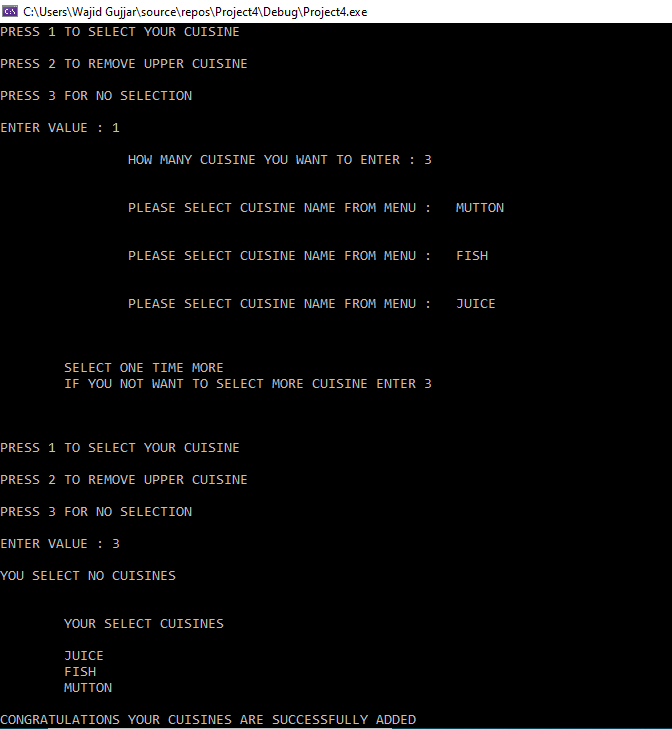 C:\Users\Wajid Gujjar\source\repos\Project4\Debug\Project4.exe
PRESS 1 TO SELECT YOUR CUISINE
PRESS 2 TO REMOVE UPPER CUISINE
PRESS 3 FOR NO SELECTION
ENTER VALUE : 1
HOW MANY CUISINE YOU WANT TO ENTER : 3
PLEASE SELECT CUISINE NAME FROM MENU : MUTTON
PLEASE SELECT CUISINE NAME FROM MENU : FISH
PLEASE SELECT CUISINE NAME FROM MENU : JUICE
SELECT ONE TIME MORE
IF YOU NOT WANT TO SELECT MORE CUISINE ENTER 3
PRESS 1 TO SELECT YOUR CUISINE
PRESS 2 TO REMOVE UPPER CUISINE
PRESS 3 FOR NO SELECTION
ENTER VALUE : 3
YOU SELECT NO CUISINES
YOUR SELECT CUISINES
JUICE
FISH
MUTTON
CONGRATULATIONS YOUR CUISINES ARE SUCCESSFULLY ADDED